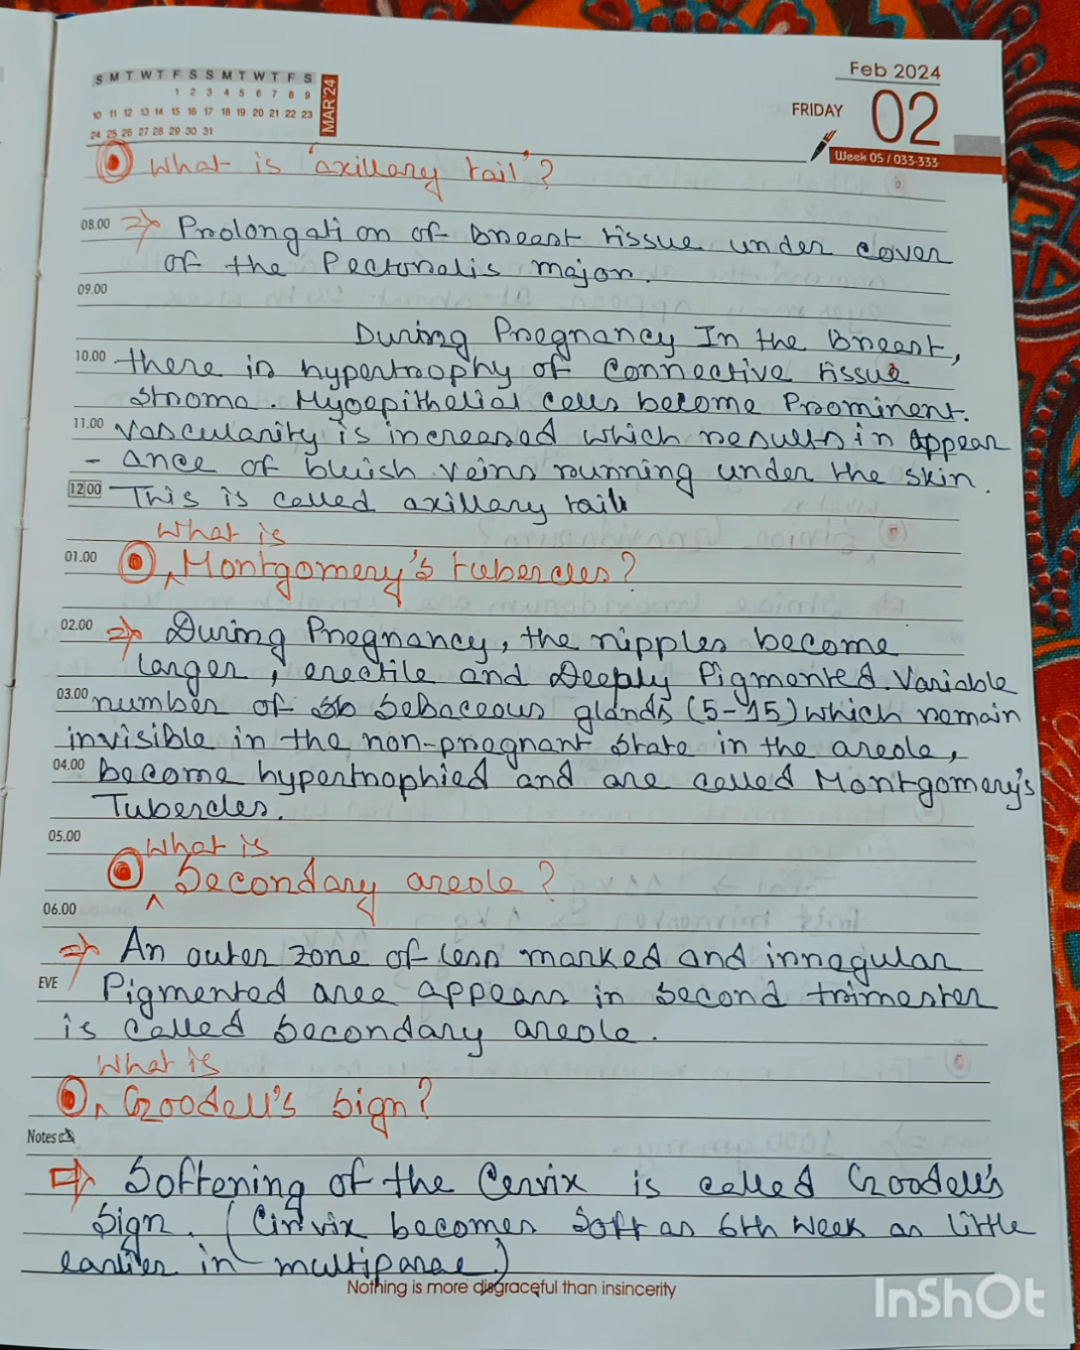 S M T W T F S S M T W T F S
1 2 3 4 5 6 7 8 9
10 11 12 13 14 15 16 17 18 19 20 21 22 23
24 25 26 27 28 29 30 31
MAR'24
Feb 2024
FRIDAY 02
Week 05 / 033-333
What is 'axillary tail'?
08.00 ⇒ Prolongation of breast tissue under cover
of the Pectoralis major.
09.00
During Pregnancy In the Breast,
10.00 there is hypertrophy of Connective tissue
stroma. Myoepithelial cells become Prominent.
11.00 Vascularity is increased which results in appear
- ance of bluish veins running under the skin.
12.00 This is called axillary tail
What is
01.00 Montgomery's tubercles?
02.00 ⇒ During Pregnancy, the nipples become
larger, erectile and Deeply Pigmented. Variable
03.00 number of sebaceous glands (5-15) which remain
invisible in the non-pregnant state in the areole,
04.00 become hypertrophied and are called Montgomery's
Tubercles.
05.00 What is
Secondary areole?
06.00
⇒ An outer zone of less marked and irregular
EVE Pigmented area appears in second trimester
is called Secondary areole.
What is
Goodell's sign?
Notes
⇒ Softening of the Cervix is called Goodell's
Sign. (Cirvix becomes soft as 6th week as little
earlier in multiparae.)
Nothing is more disgraceful than insincerity
InShOt